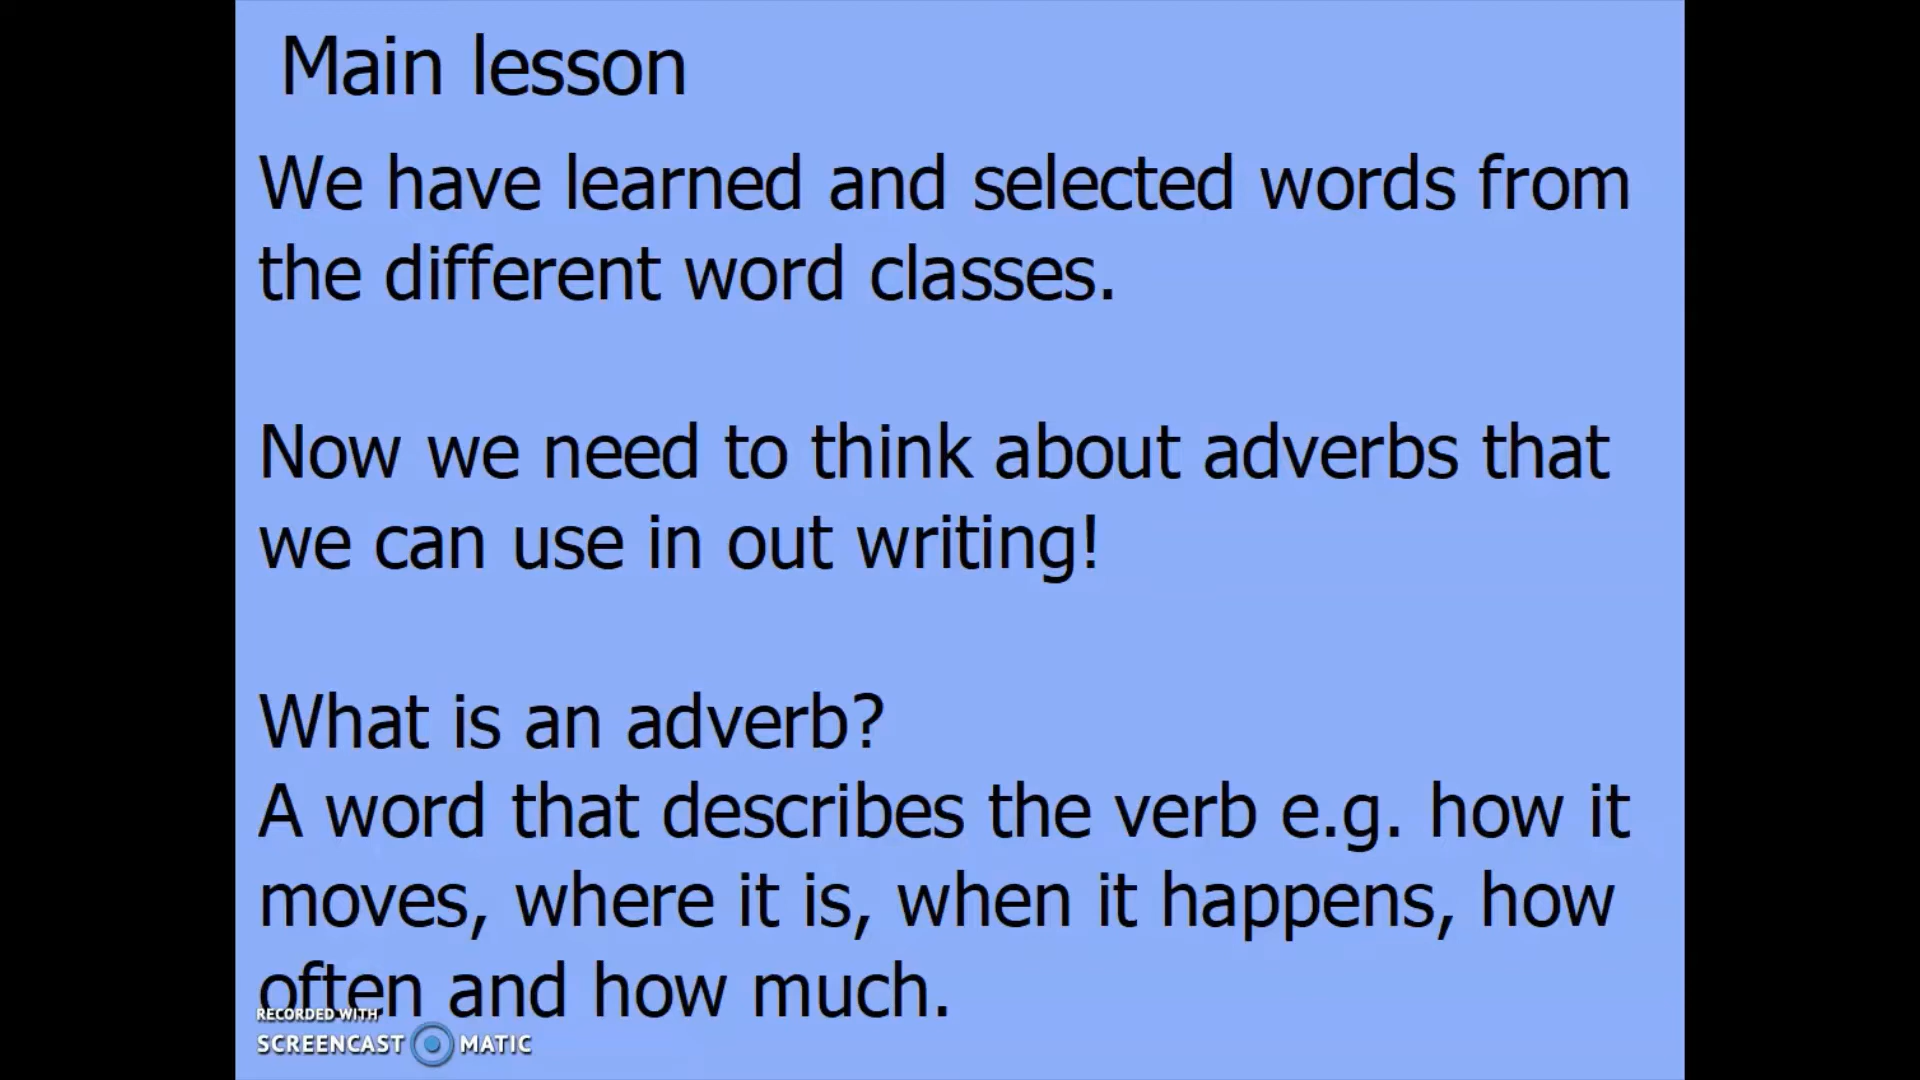 Main lesson
We have learned and selected words from
the different word classes.
Now we need to think about adverbs that
we can use in out writing!
What is an adverb?
A word that describes the verb e.g. how it
moves, where it is, when it happens, how
often and how much.
RECORDED WITH
SCREENCAST MATIC